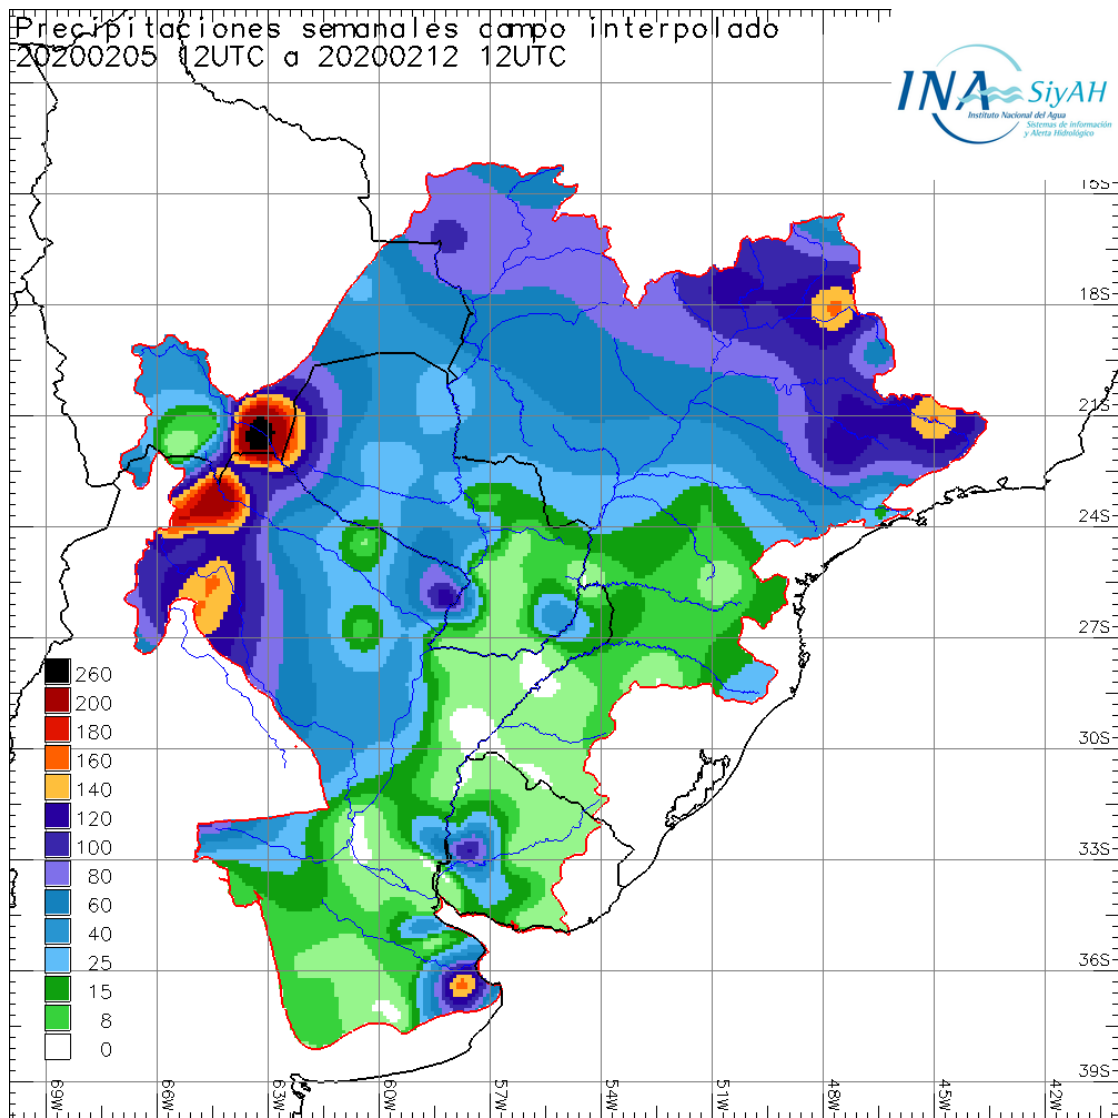 Precipitaciones semanales campo interpolado
20200205 12UTC a 20200212 12UTC
INA SiyAH
Instituto Nacional del Agua
Sistemas de información
y Alerta Hidrológico
15S
18S
21S
24S
27S
30S
33S
36S
39S
260
200
180
160
140
120
100
80
60
40
25
15
8
0
69W
66W
63W
60W
57W
54W
51W
48W
45W
42W